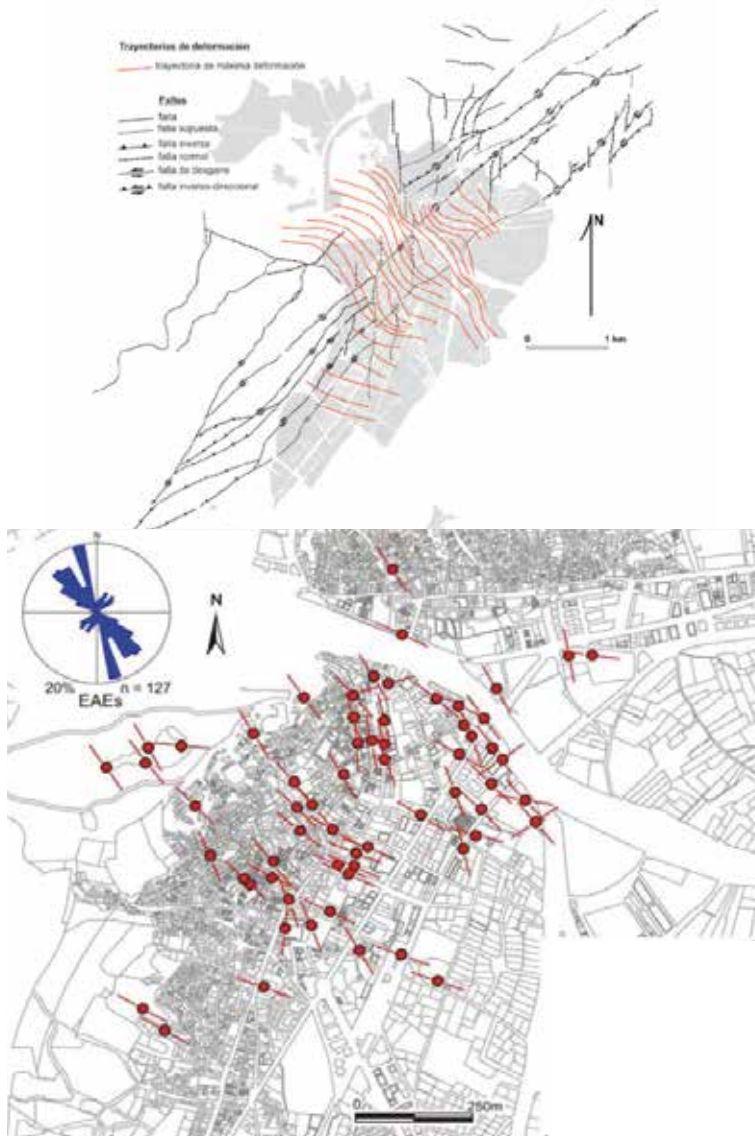 Trayectorias de deformación
trayectoria de máxima deformación
Fallas
falla
falla supuesta
falla inversa
falla normal
falla de desgarre
falla inverso-direccional
N
0 1 km
N
N
20% n = 127
EAEs
0 250m